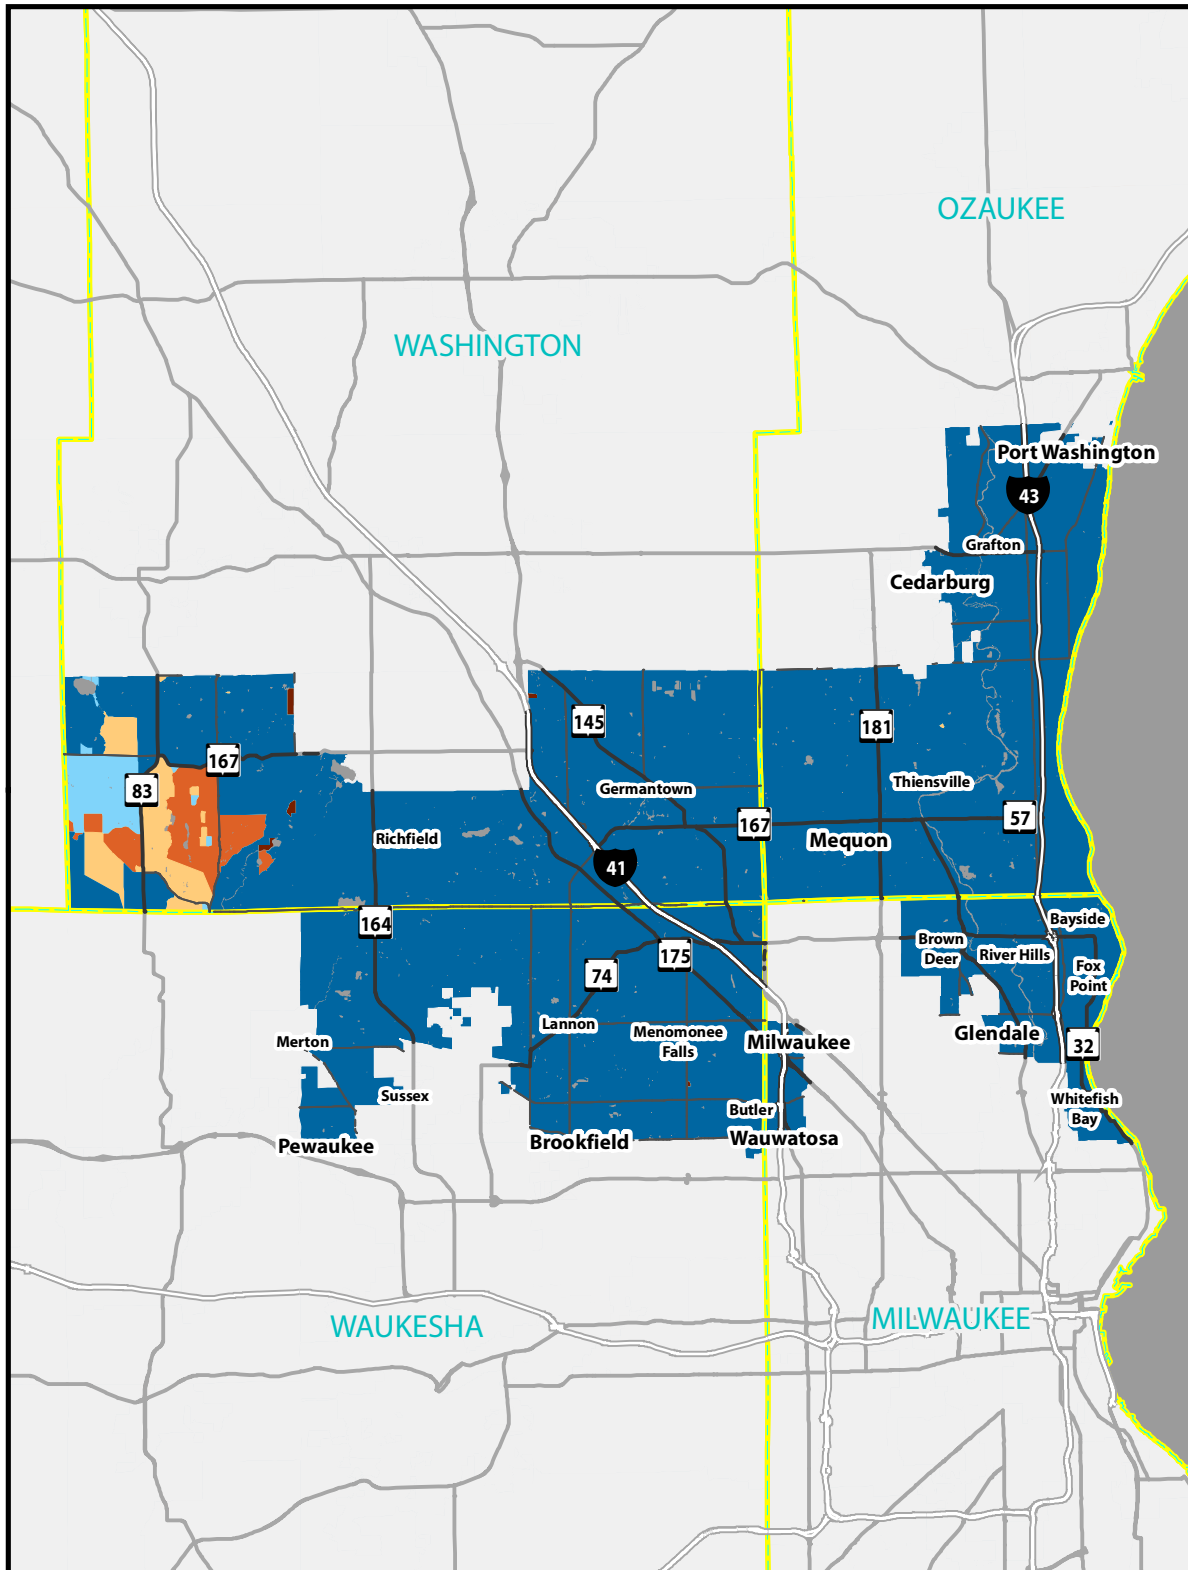 OZAUKEE
WASHINGTON
Port Washington
43
Grafton
Cedarburg
145
181
167
83
Germantown
Thiensville
Richfield
167
57
Mequon
41
164
Bayside
Brown
Deer
River Hills
175
74
Fox
Point
Lannon
Menomonee
Falls
Merton
Milwaukee
Glendale
32
Sussex
Butler
Whitefish
Bay
Pewaukee
Brookfield
Wauwatosa
WAUKESHA
MILWAUKEE